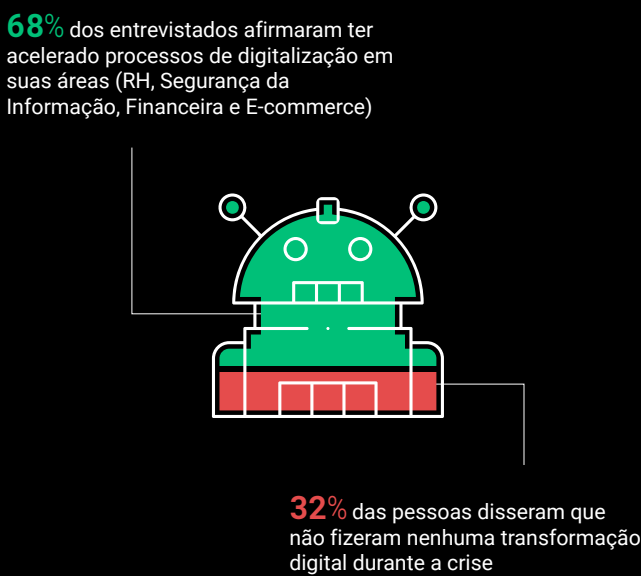 68% dos entrevistados afirmaram ter
acelerado processos de digitalização em
suas áreas (RH, Segurança da
Informação, Financeira e E-commerce)
32% das pessoas disseram que
não fizeram nenhuma transformação
digital durante a crise